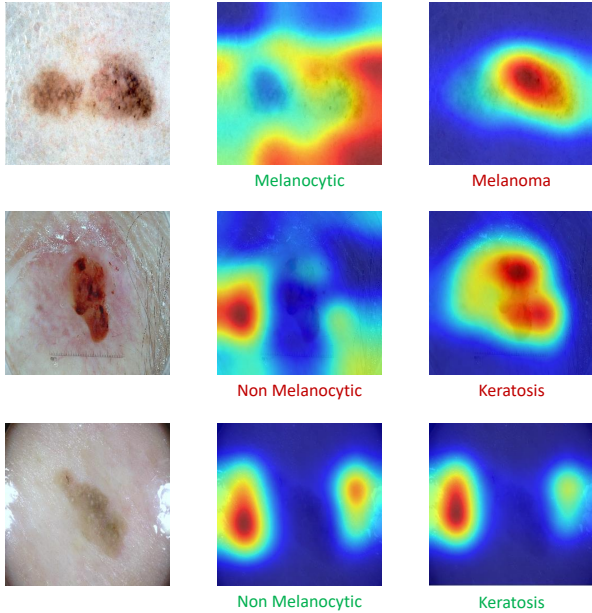 Melanocytic
Melanoma
Non Melanocytic
Keratosis
Non Melanocytic
Keratosis